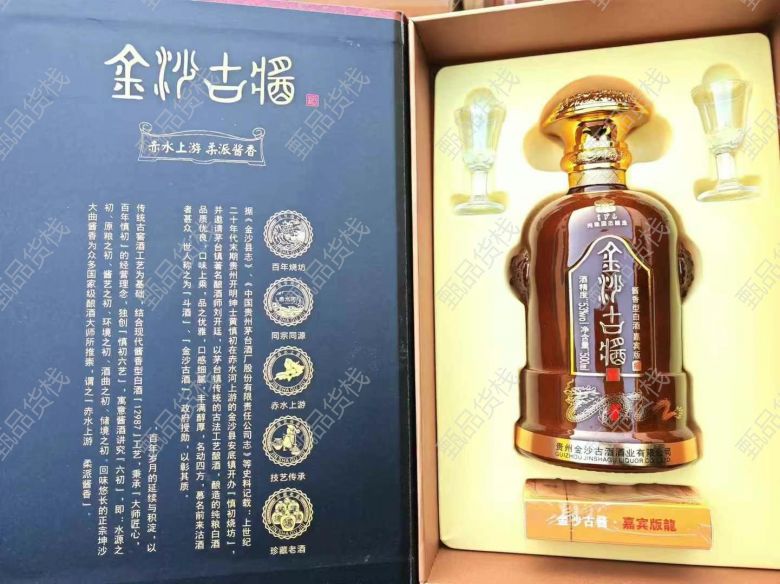 金沙古酱
赤水上游 柔派酱香
据《金沙县志》、《中国贵州茅台酒厂股份有限责任公司志》等史料记载：上世纪
二十年代末期贵州开明绅士黄慎初在赤水河上游的金沙县安底镇开办“慎初烧坊”，
并邀请茅台镇著名酿酒师刘开廷，以茅台镇传统的古法工艺酿酒，酿造的纯粮白酒
品质优良，口味上乘，品之优雅，口感细腻，丰满醇厚，名动四方，慕名前来沽酒
者甚众，世人称之为“斗酒”、“金沙古酒”，政府授勋，以彰其质。
百年岁月的延续与积淀，以
传统古窖酒工艺为基础，结合现代酱香型白酒「12987」工艺，秉承“大师匠心，
百年慎初”的经营理念，独创“慎初六艺”，寓意酱酒讲究“六初”，即：水源之
初、原粮之初、酱艺之初、环境之初、酒曲之初、储境之初，回味悠长的正宗坤沙
大曲酱香为众多国家级酿酒大师所推崇，谓之“赤水上游 柔派酱香”。
百年烧坊
同宗同源
赤水上游
技艺传承
珍藏老酒
金沙古酱
酱香型白酒 嘉宾版
酒精度：53%vol 净含量：500mL
贵州金沙古酒酒业有限公司
GUIZHOU JINSHAGU LIQUOR CO., LTD
金沙古酱·嘉宾版龍
甄品货栈